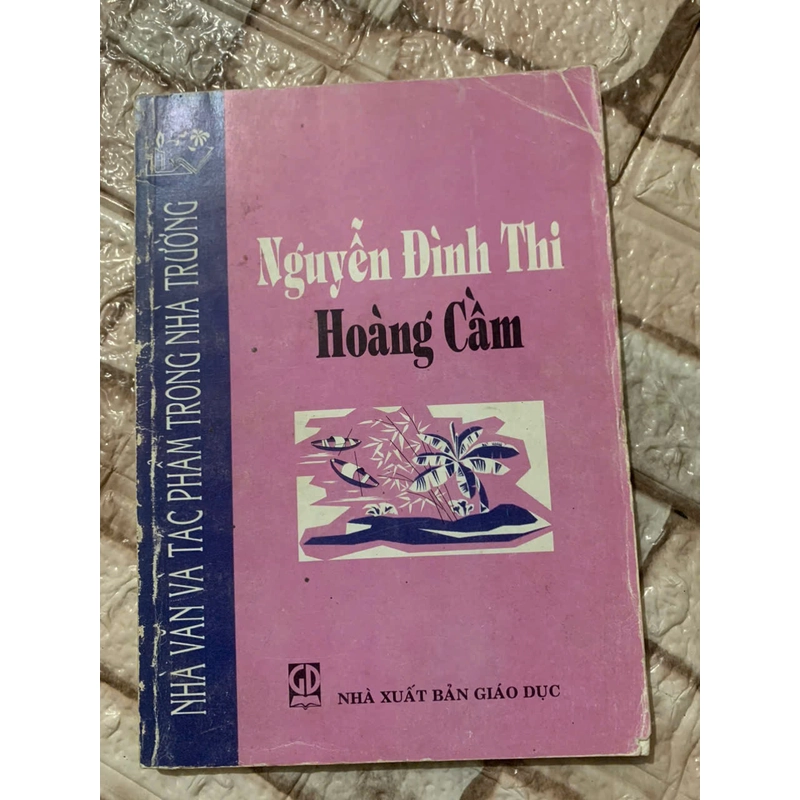 NHÀ VĂN VÀ TÁC PHẨM TRONG NHÀ TRƯỜNG
Nguyễn Đình Thi
Hoàng Cầm
GD
NHÀ XUẤT BẢN GIÁO DỤC